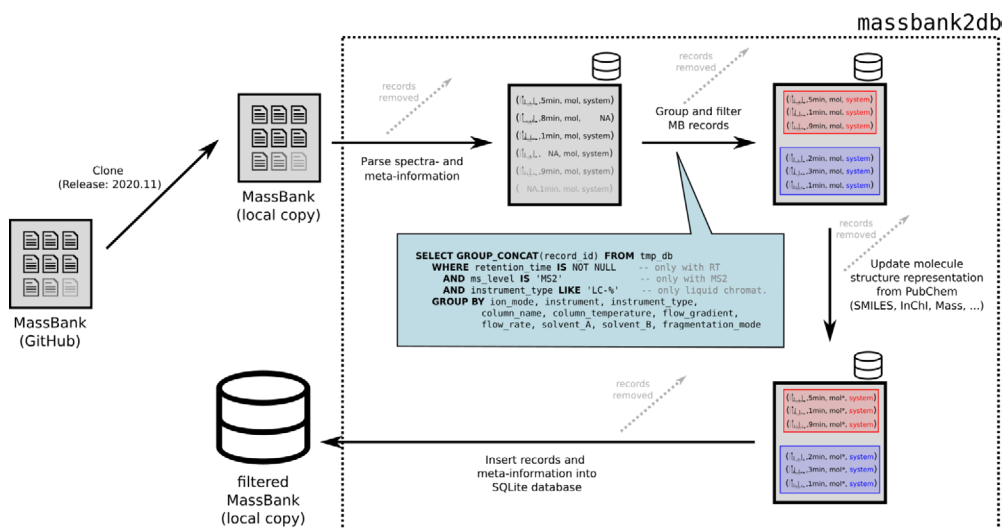 massbank2db
records
removed
records
removed
(, .5min, mol, system)
(, .8min, mol, NA)
(, .1min, mol, system)
(, NA, mol, system)
(, .9min, mol, system)
( NA,1min, mol, system)
Group and filter
MB records
(, .5min, mol, system)
(, .1min, mol, system)
(, .9min, mol, system)
(, .2min, mol, system)
(, .3min, mol, system)
(, .1min, mol, system)
Clone
(Release: 2020.11)
Parse spectra- and
meta-information
MassBank
(local copy)
MassBank
(GitHub)
SELECT GROUP_CONCAT(record_id) FROM tmp_db
WHERE retention_time IS NOT NULL -- only with RT
AND ms_level IS 'MS2' -- only with MS2
AND instrument_type LIKE 'LC-%' -- only liquid chromat.
GROUP BY ion_mode, instrument, instrument_type,
column_name, column_temperature, flow_gradient,
flow_rate, solvent_A, solvent_B, fragmentation_mode
records
removed
Update molecule
structure representation
from PubChem
(SMILES, InChI, Mass, ...)
records
removed
(, .5min, mol*, system)
(, .1min, mol*, system)
(, .9min, mol*, system)
(, .2min, mol*, system)
(, .3min, mol*, system)
(, .1min, mol*, system)
Insert records and
meta-information into
SQLite database
filtered
MassBank
(local copy)